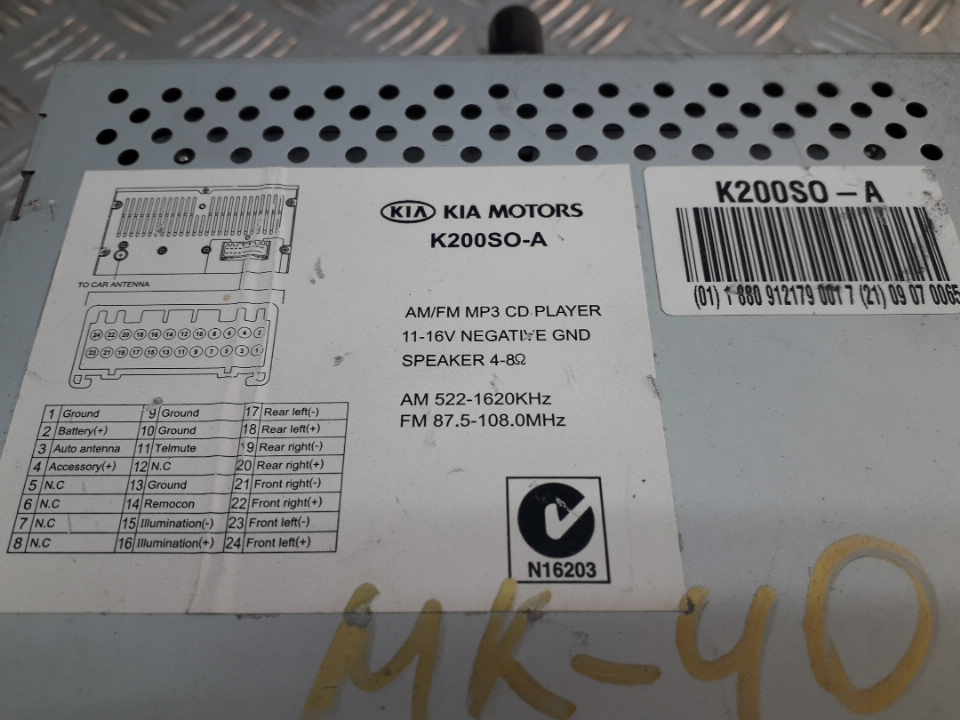 KIA KIA MOTORS
K200SO-A
K200SO - A
(01) 1 880 912179 001 7 (21) 09 07 0065
TO CAR ANTENNA
AM/FM MP3 CD PLAYER
11-16V NEGATIVE GND
SPEAKER 4-8Ω
AM 522-1620KHz
FM 87.5-108.0MHz
24 22 20 18 16 14 12 10 8 6 4 2
23 21 19 17 15 13 11 9 7 5 3 1
1 Ground 9 Ground 17 Rear left(-)
2 Battery(+) 10 Ground 18 Rear left(+)
3 Auto antenna 11 Telmute 19 Rear right(-)
4 Accessory(+) 12 N.C 20 Rear right(+)
5 N.C 13 Ground 21 Front right(-)
6 N.C 14 Remocon 22 Front right(+)
7 N.C 15 Illumination(-) 23 Front left(-)
8 N.C 16 Illumination(+) 24 Front left(+)
N16203
MK-40